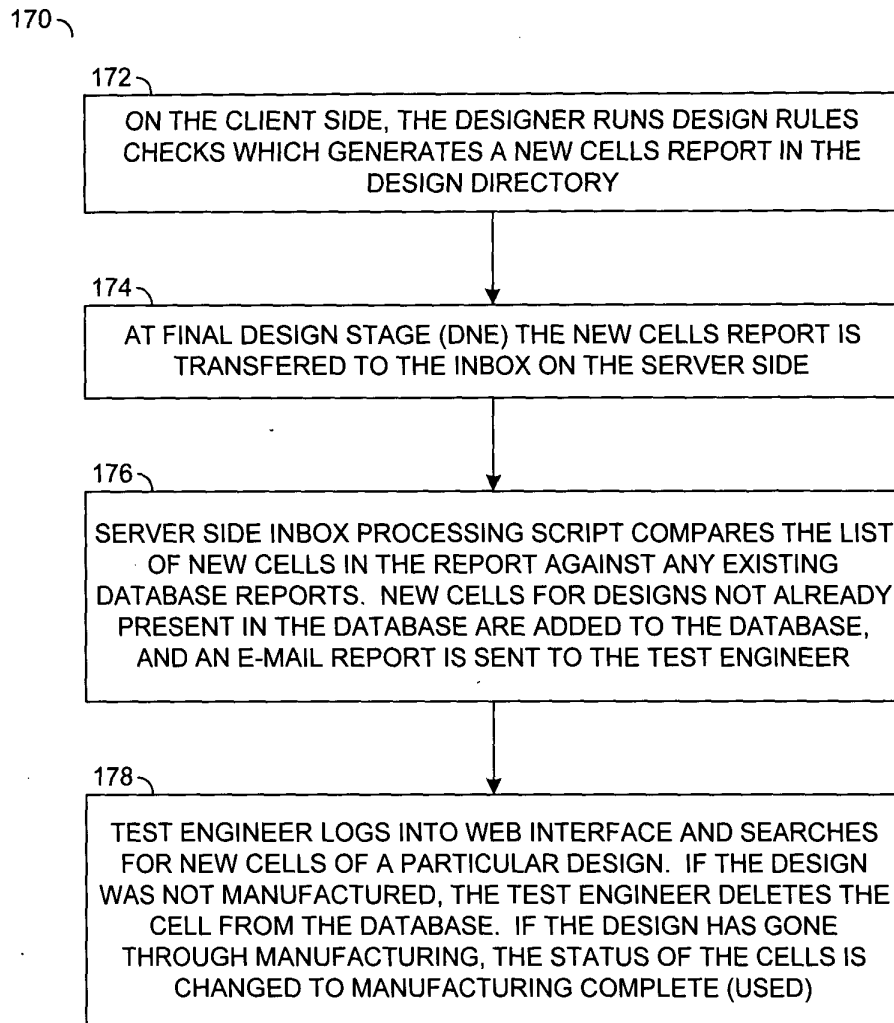 170
172
ON THE CLIENT SIDE, THE DESIGNER RUNS DESIGN RULES
CHECKS WHICH GENERATES A NEW CELLS REPORT IN THE
DESIGN DIRECTORY
174
AT FINAL DESIGN STAGE (DNE) THE NEW CELLS REPORT IS
TRANSFERED TO THE INBOX ON THE SERVER SIDE
176
SERVER SIDE INBOX PROCESSING SCRIPT COMPARES THE LIST
OF NEW CELLS IN THE REPORT AGAINST ANY EXISTING
DATABASE REPORTS. NEW CELLS FOR DESIGNS NOT ALREADY
PRESENT IN THE DATABASE ARE ADDED TO THE DATABASE,
AND AN E-MAIL REPORT IS SENT TO THE TEST ENGINEER
178
TEST ENGINEER LOGS INTO WEB INTERFACE AND SEARCHES
FOR NEW CELLS OF A PARTICULAR DESIGN. IF THE DESIGN
WAS NOT MANUFACTURED, THE TEST ENGINEER DELETES THE
CELL FROM THE DATABASE. IF THE DESIGN HAS GONE
THROUGH MANUFACTURING, THE STATUS OF THE CELLS IS
CHANGED TO MANUFACTURING COMPLETE (USED)